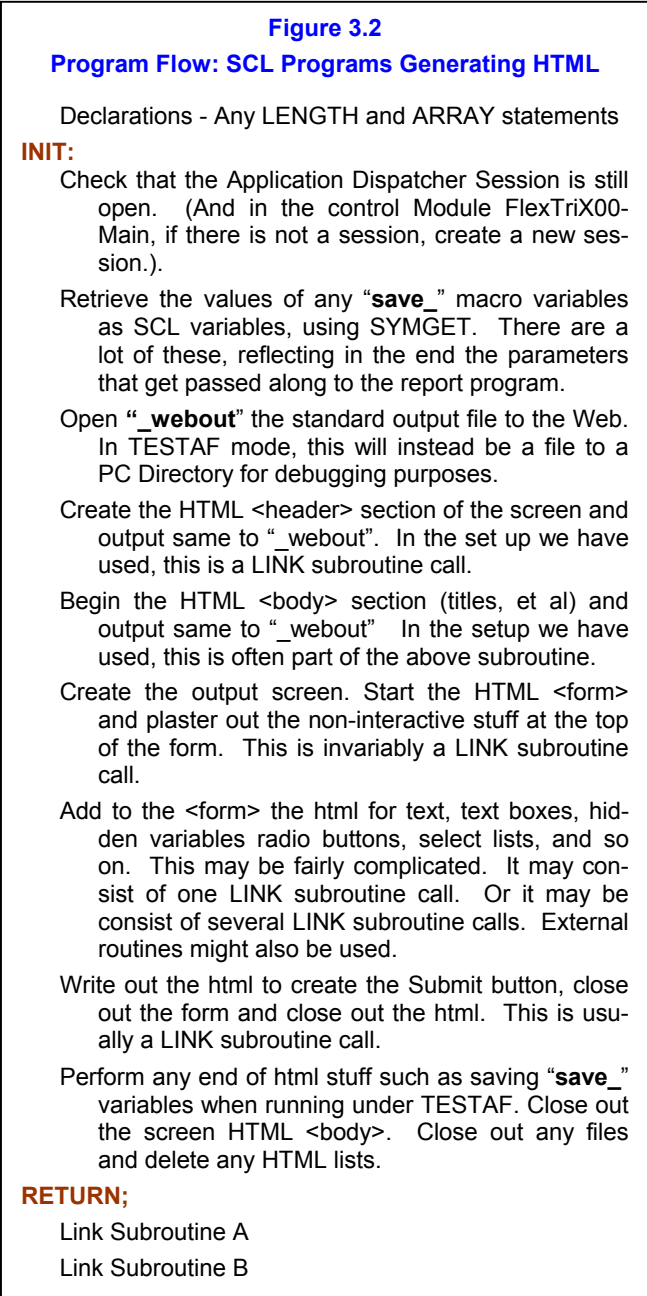 Figure 3.2
Program Flow: SCL Programs Generating HTML
Declarations - Any LENGTH and ARRAY statements
INIT:
Check that the Application Dispatcher Session is still
open. (And in the control Module FlexTriX00-
Main, if there is not a session, create a new ses-
sion.).
Retrieve the values of any “save_” macro variables
as SCL variables, using SYMGET. There are a
lot of these, reflecting in the end the parameters
that get passed along to the report program.
Open “_webout” the standard output file to the Web.
In TESTAF mode, this will instead be a file to a
PC Directory for debugging purposes.
Create the HTML <header> section of the screen and
output same to “_webout”. In the set up we have
used, this is a LINK subroutine call.
Begin the HTML <body> section (titles, et al) and
output same to “_webout” In the setup we have
used, this is often part of the above subroutine.
Create the output screen. Start the HTML <form>
and plaster out the non-interactive stuff at the top
of the form. This is invariably a LINK subroutine
call.
Add to the <form> the html for text, text boxes, hid-
den variables radio buttons, select lists, and so
on. This may be fairly complicated. It may con-
sist of one LINK subroutine call. Or it may be
consist of several LINK subroutine calls. External
routines might also be used.
Write out the html to create the Submit button, close
out the form and close out the html. This is usu-
ally a LINK subroutine call.
Perform any end of html stuff such as saving “save_”
variables when running under TESTAF. Close out
the screen HTML <body>. Close out any files
and delete any HTML lists.
RETURN;
Link Subroutine A
Link Subroutine B